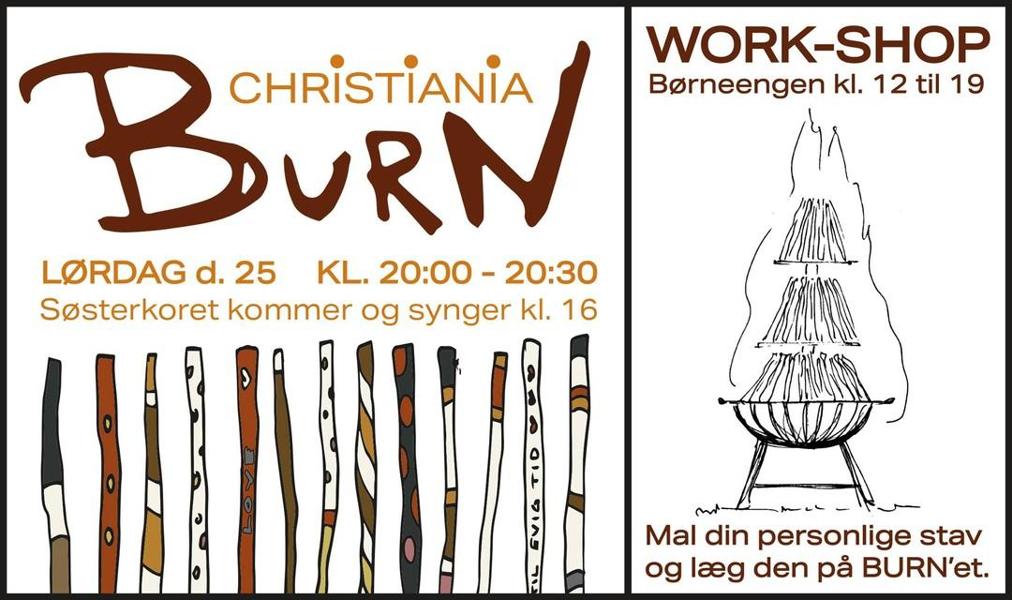 CHRISTIANIA
BURN
LØRDAG d. 25 KL. 20:00 - 20:30
Søsterkoret kommer og synger kl. 16
LOVE
TIL EVIG TID
WORK-SHOP
Børneengen kl. 12 til 19
Mal din personlige stav
og læg den på BURN'et.